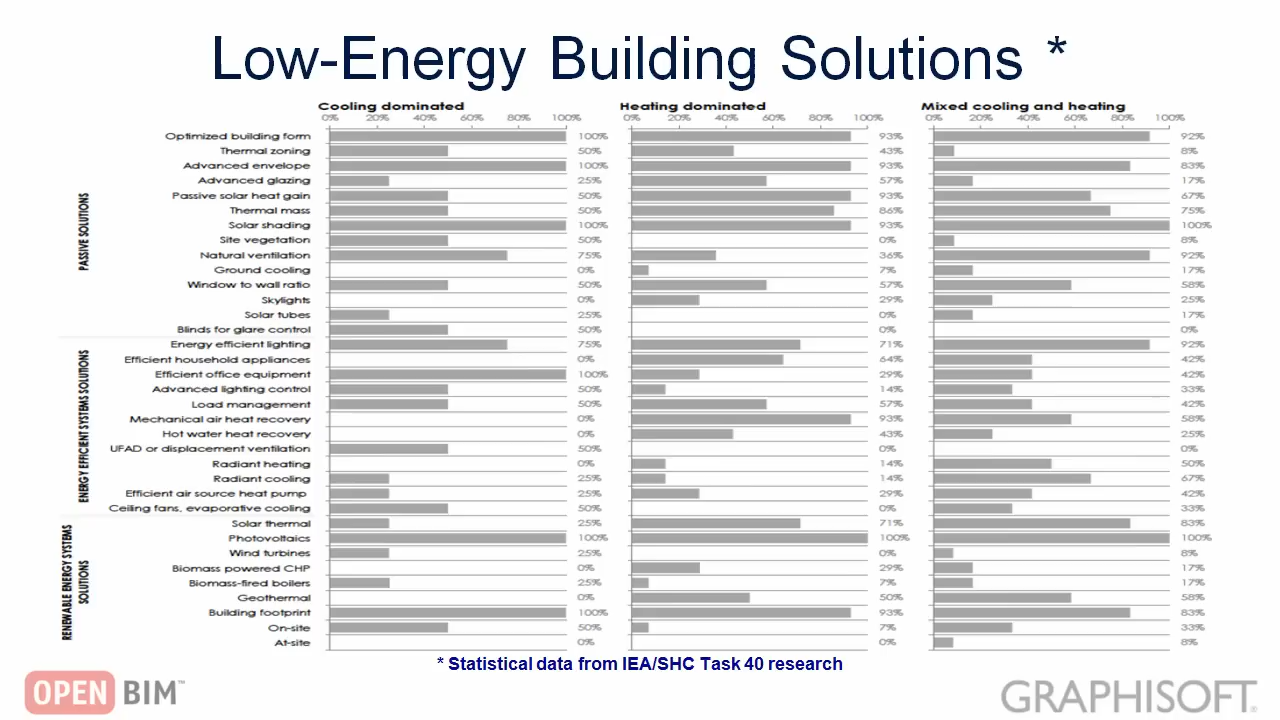 Low-Energy Building Solutions *
Cooling dominated Heating dominated Mixed cooling and heating
0% 20% 40% 60% 80% 100% 0% 20% 40% 60% 80% 100% 0% 20% 40% 60% 80% 100%
PASSIVE SOLUTIONS
Optimized building form 100% 93% 92%
Thermal zoning 50% 43% 8%
Advanced envelope 100% 93% 83%
Advanced glazing 25% 57% 17%
Passive solar heat gain 50% 93% 67%
Thermal mass 50% 86% 75%
Solar shading 100% 93% 100%
Site vegetation 50% 0% 8%
Natural ventilation 75% 36% 92%
Ground cooling 0% 7% 17%
Window to wall ratio 50% 57% 58%
Skylights 0% 29% 25%
Solar tubes 25% 0% 17%
Blinds for glare control 50% 0% 0%
ENERGY EFFICIENT SYSTEMS SOLUTIONS
Energy efficient lighting 75% 71% 92%
Efficient household appliances 0% 64% 42%
Efficient office equipment 100% 29% 42%
Advanced lighting control 50% 14% 33%
Load management 50% 57% 42%
Mechanical air heat recovery 0% 93% 58%
Hot water heat recovery 0% 43% 25%
UFAD or displacement ventilation 50% 0% 0%
Radiant heating 0% 14% 50%
Radiant cooling 25% 14% 67%
Efficient air source heat pump 25% 29% 42%
Ceiling fans, evaporative cooling 50% 0% 33%
RENEWABLE ENERGY SYSTEMS
SOLUTIONS
Solar thermal 25% 71% 83%
Photovoltaics 100% 100% 100%
Wind turbines 25% 0% 8%
Biomass powered CHP 0% 29% 17%
Biomass-fired boilers 25% 7% 17%
Geothermal 0% 50% 58%
Building footprint 100% 93% 83%
On-site 50% 7% 33%
At-site 0% 0% 8%
* Statistical data from IEA/SHC Task 40 research
OPEN BIM™
GRAPHISOFT®